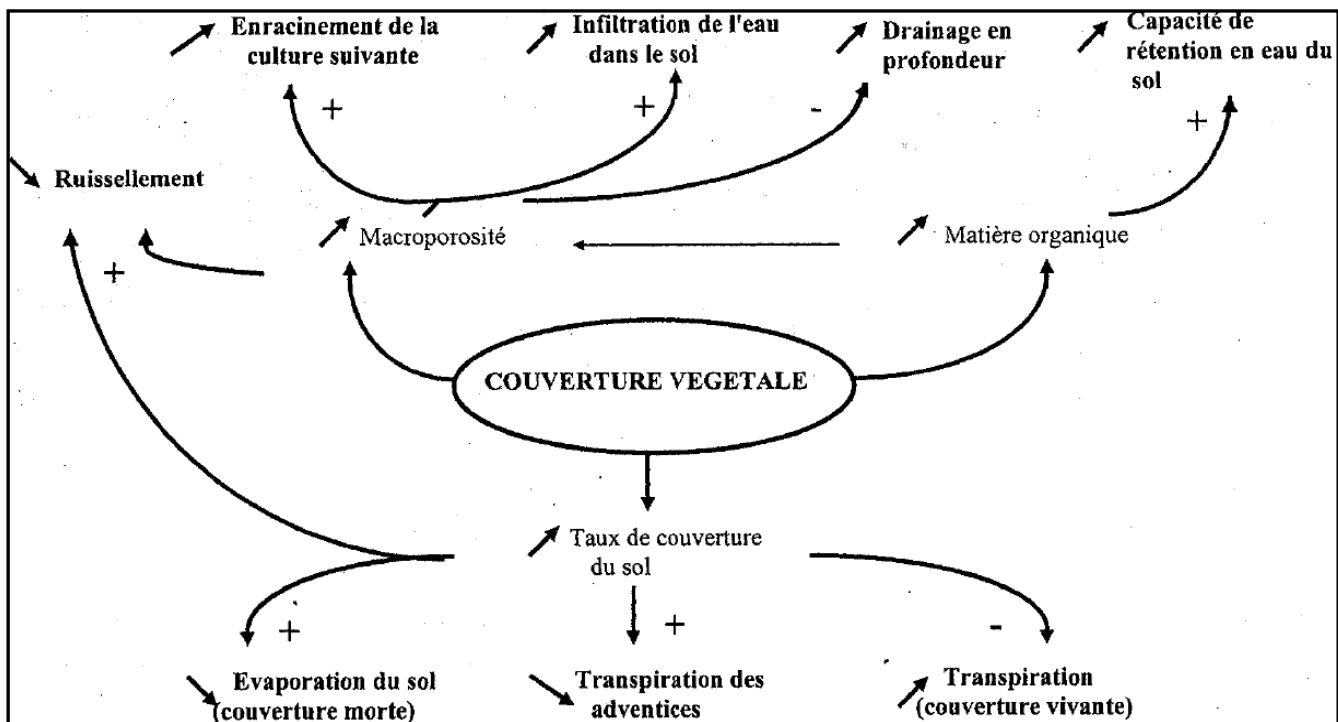 Enracinement de la
culture suivante
Infiltration de l'eau
dans le sol
Drainage en
profondeur
Capacité de
rétention en eau du
sol
+
+
-
+
Ruissellement
Macroporosité
Matière organique
+
COUVERTURE VEGETALE
Taux de couverture
du sol
+
+
-
Evaporation du sol
(couverture morte)
Transpiration des
adventices
Transpiration
(couverture vivante)